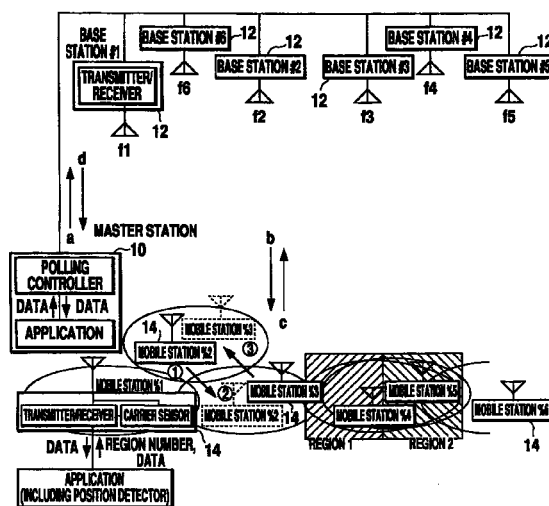 BASE STATION #1
TRANSMITTER/
RECEIVER
12
f1
BASE STATION #6
12
f6
BASE STATION #2
12
f2
BASE STATION #3
12
f3
BASE STATION #4
12
f4
BASE STATION #5
12
f5
d
a
MASTER STATION
10
POLLING
CONTROLLER
DATA
DATA
APPLICATION
b
c
14
MOBILE STATION %3
MOBILE STATION %2
①
②
③
MOBILE STATION %1
MOBILE STATION %3
14
MOBILE STATION %2
TRANSMITTER/RECEIVER
CARRIER SENSOR
14
MOBILE STATION %5
MOBILE STATION %4
REGION 1
REGION 2
MOBILE STATION %6
14
DATA
REGION NUMBER,
DATA
APPLICATION
(INCLUDING POSITION DETECTOR)